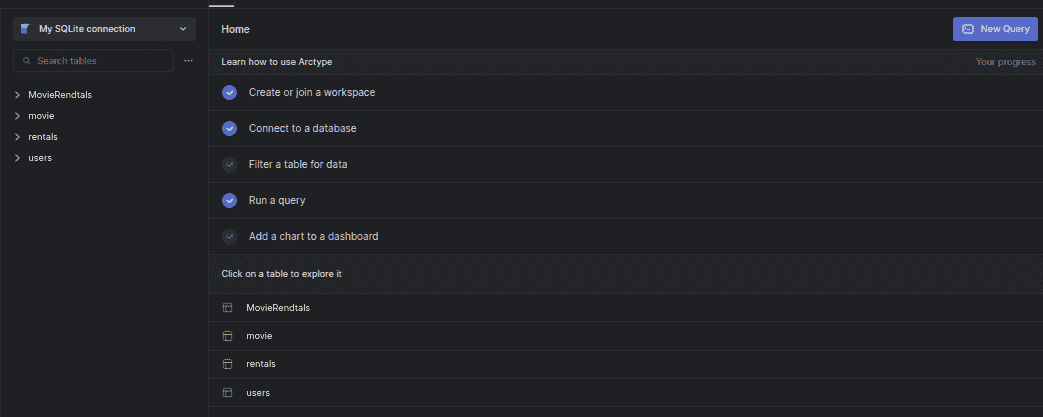 My SQLite connection
Search tables
MovieRendtals
movie
rentals
users
Home
New Query
Learn how to use Arctype
Your progress
Create or join a workspace
Connect to a database
Filter a table for data
Run a query
Add a chart to a dashboard
Click on a table to explore it
MovieRendtals
movie
rentals
users